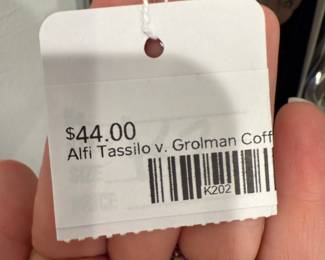 $44.00
Alfi Tassilo v. Grolman Coff
K202